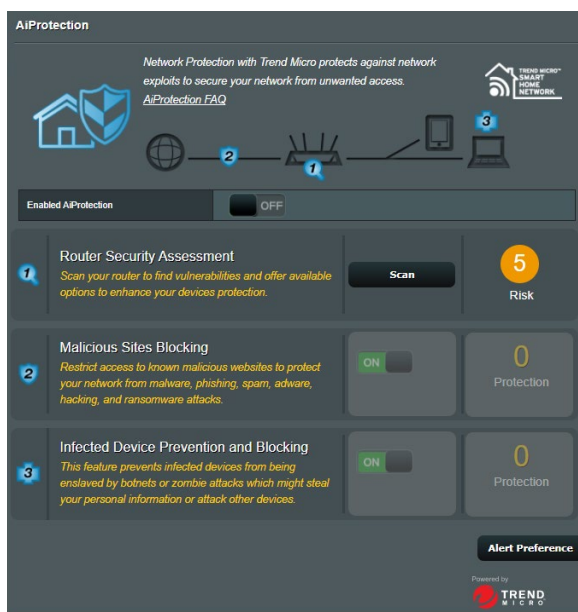 AiProtection
Network Protection with Trend Micro protects against network
exploits to secure your network from unwanted access.
AiProtection FAQ
TREND MICRO™
SMART
HOME
NETWORK
3
2
1
Enabled AiProtection
OFF
1
Router Security Assessment
Scan your router to find vulnerabilities and offer available
options to enhance your devices protection.
Scan
5
Risk
2
Malicious Sites Blocking
Restrict access to known malicious websites to protect
your network from malware, phishing, spam, adware,
hacking, and ransomware attacks.
ON
0
Protection
3
Infected Device Prevention and Blocking
This feature prevents infected devices from being
enslaved by botnets or zombie attacks which might steal
your personal information or attack other devices.
ON
0
Protection
Alert Preference
Powered by
TREND
MICRO